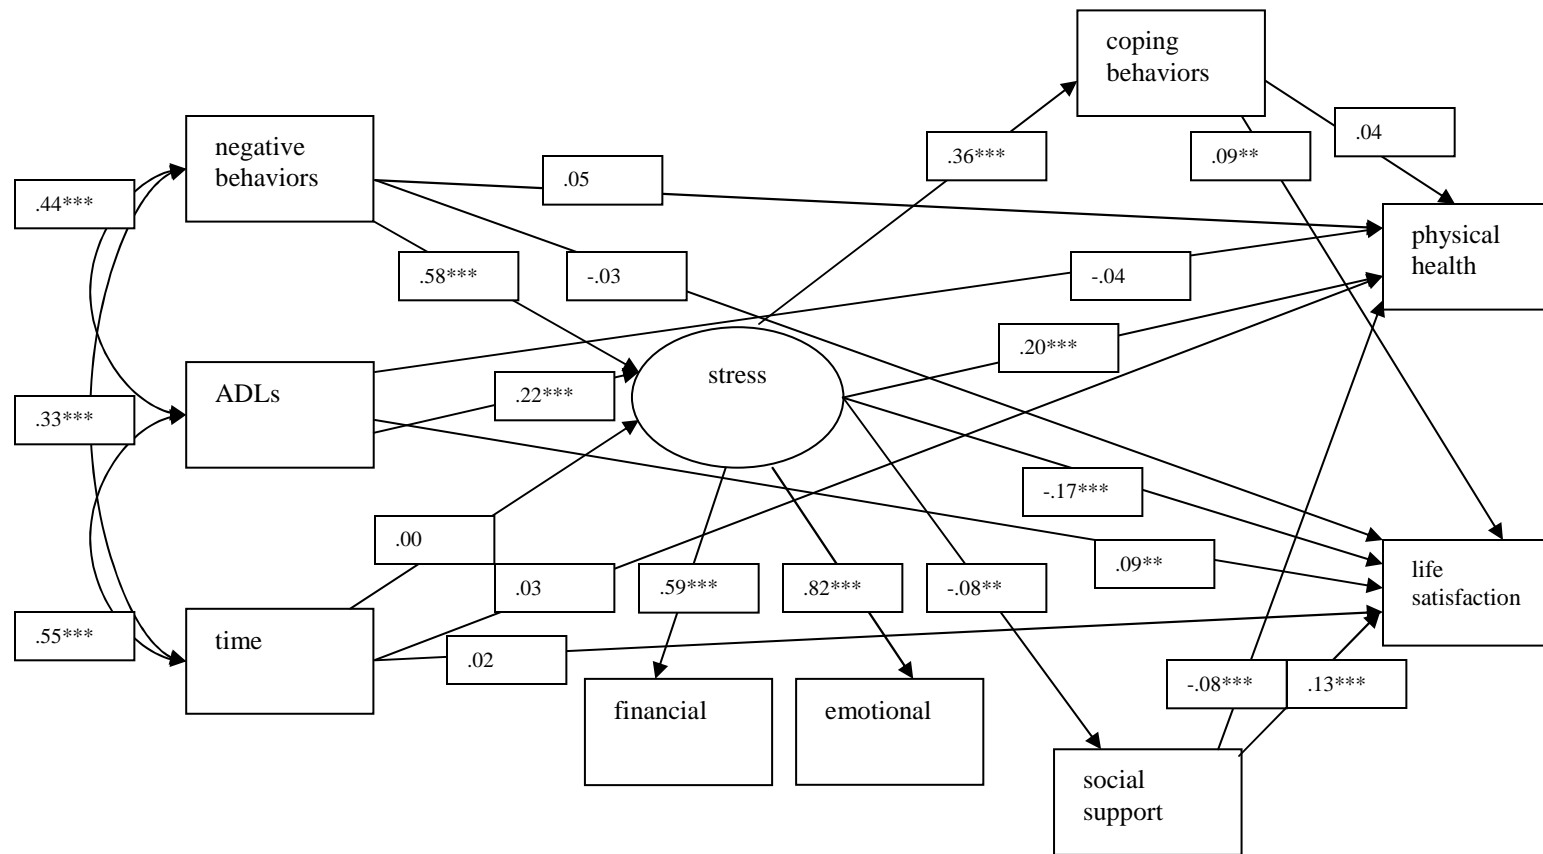 coping
behaviors
.04
.36***
.09**
negative
behaviors
.05
.44***
physical
health
.58***
-.03
-.04
.20***
stress
ADLs
.22***
.33***
-.17***
.00
.09**
life
satisfaction
.03
.59***
.82***
-.08**
.55***
time
.02
-.08***
.13***
financial
emotional
social
support